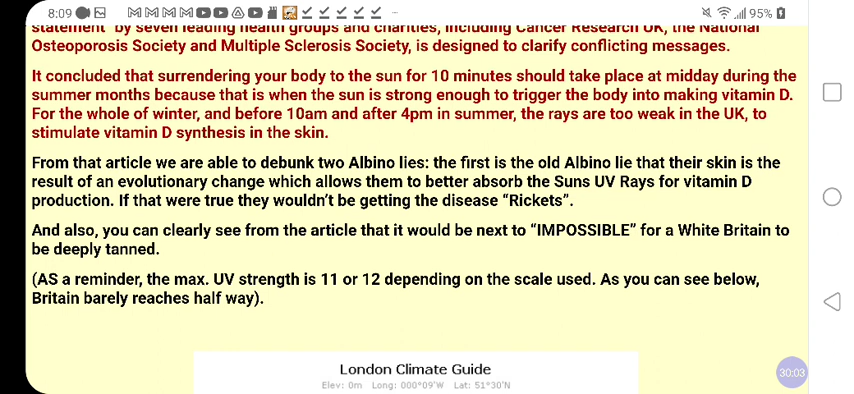 8:09 95%
statement" by seven leading health groups and charities, including Cancer Research UK, the National
Osteoporosis Society and Multiple Sclerosis Society, is designed to clarify conflicting messages.
It concluded that surrendering your body to the sun for 10 minutes should take place at midday during the
summer months because that is when the sun is strong enough to trigger the body into making vitamin D.
For the whole of winter, and before 10am and after 4pm in summer, the rays are too weak in the UK, to
stimulate vitamin D synthesis in the skin.
From that article we are able to debunk two Albino lies: the first is the old Albino lie that their skin is the
result of an evolutionary change which allows them to better absorb the Suns UV Rays for vitamin D
production. If that were true they wouldn't be getting the disease “Rickets”.
And also, you can clearly see from the article that it would be next to “IMPOSSIBLE” for a White Britain to
be deeply tanned.
(AS a reminder, the max. UV strength is 11 or 12 depending on the scale used. As you can see below,
Britain barely reaches half way).
London Climate Guide
Elev: 0m Long: 000°09'W Lat: 51°30'N
30:03